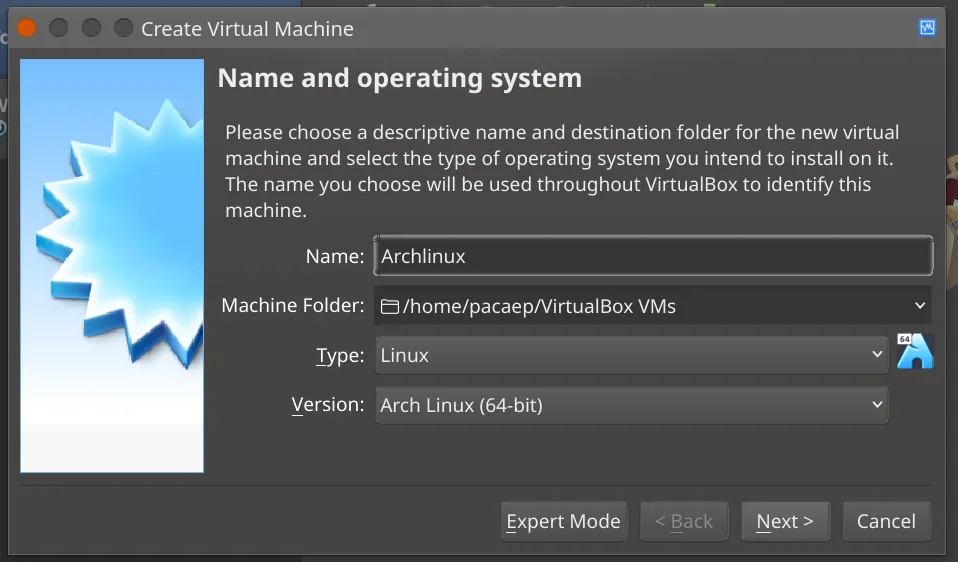 Create Virtual Machine
Name and operating system
Please choose a descriptive name and destination folder for the new virtual
machine and select the type of operating system you intend to install on it.
The name you choose will be used throughout VirtualBox to identify this
machine.
Name: Archlinux
Machine Folder: /home/pacaep/VirtualBox VMs
Type: Linux
64
Version: Arch Linux (64-bit)
Expert Mode < Back Next > Cancel